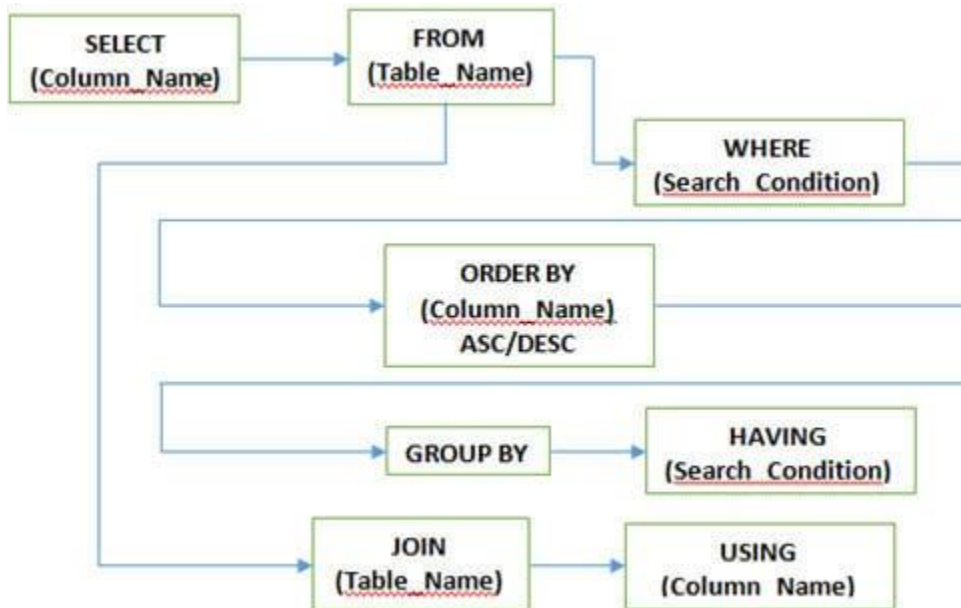 SELECT
(Column_Name)
FROM
(Table_Name)
WHERE
(Search_Condition)
ORDER BY
(Column_Name)
ASC/DESC
GROUP BY
HAVING
(Search_Condition)
JOIN
(Table_Name)
USING
(Column_Name)